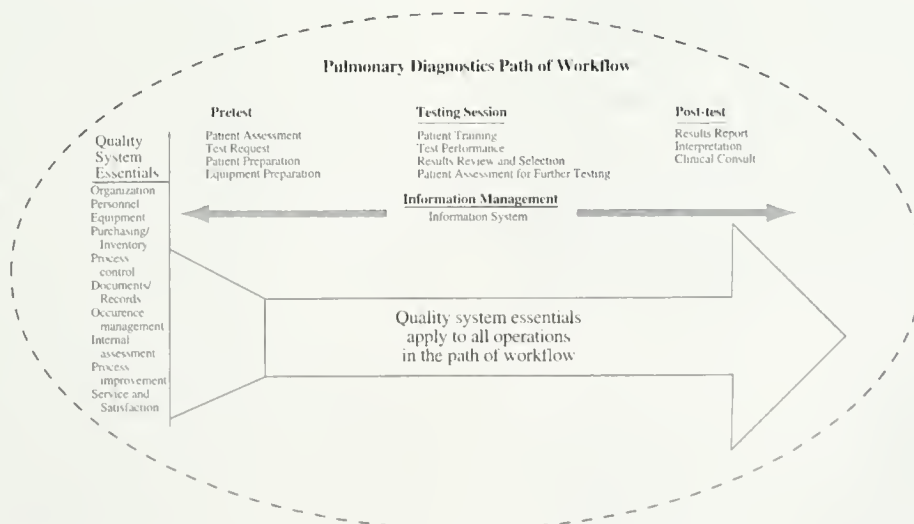 Pulmonary Diagnostics Path of Workflow
Pretest
Patient Assessment
Test Request
Patient Preparation
Equipment Preparation
Testing Session
Patient Training
Test Performance
Results Review and Selection
Patient Assessment for Further Testing
Post-test
Results Report
Interpretation
Clinical Consult
Quality
System
Essentials
Organization
Personnel
Equipment
Purchasing/
Inventory
Process
control
Documents/
Records
Occurence
management
Internal
assessment
Process
improvement
Service and
Satisfaction
Information Management
Information System
Quality system essentials
apply to all operations
in the path of workflow